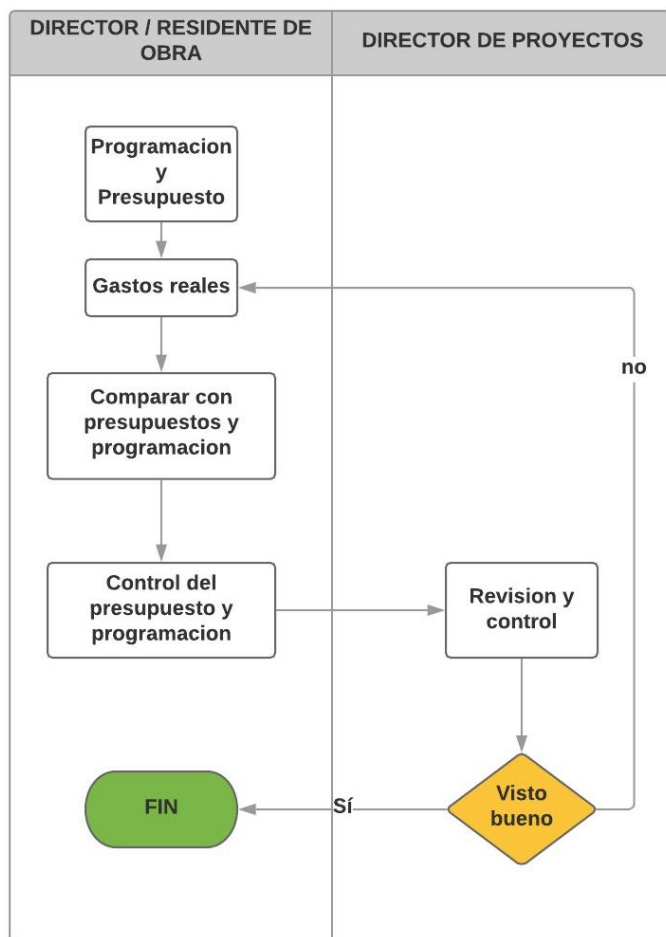 DIRECTOR / RESIDENTE DE
OBRA
DIRECTOR DE PROYECTOS
Programacion
y
Presupuesto
Gastos reales
no
Comparar con
presupuestos y
programacion
Control del
presupuesto y
programacion
Revision y
control
FIN
Sí
Visto
bueno